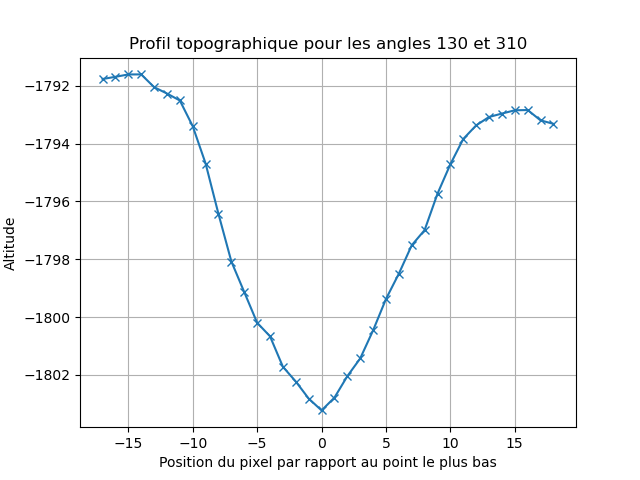 Profil topographique pour les angles 130 et 310
−1792
−1794
−1796
−1798
−1800
−1802
Altitude
−15 −10 −5 0 5 10 15
Position du pixel par rapport au point le plus bas